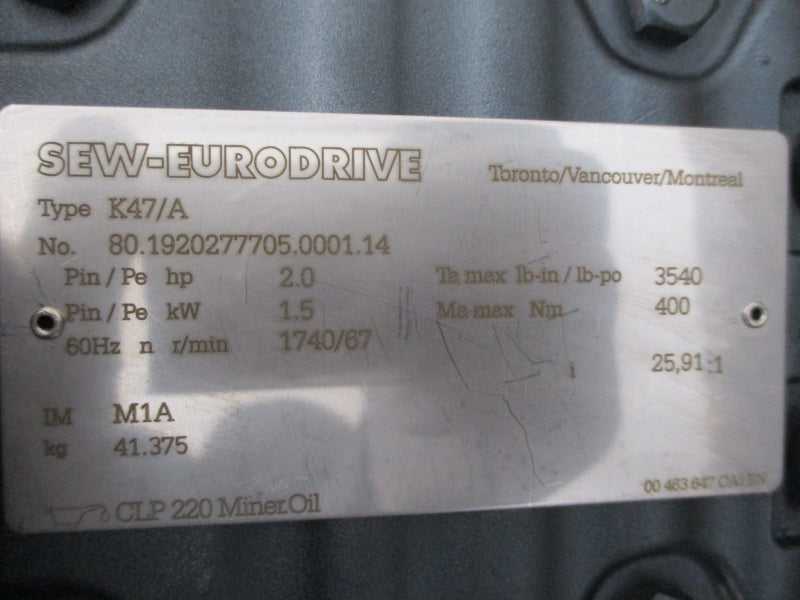 SEW-EURODRIVE Toronto/Vancouver/Montreal
Type K47/A
No. 80.1920277705.0001.14
Pin/Pe hp 2.0 Ta max lb-in/lb-po 3540
Pin/Pe kW 1.5 Ma max Nm 400
60Hz n r/min 1740/67
i 25,91:1
IM M1A
kg 41.375
CLP 220 Miner.Oil
00 463 647 CA/EN